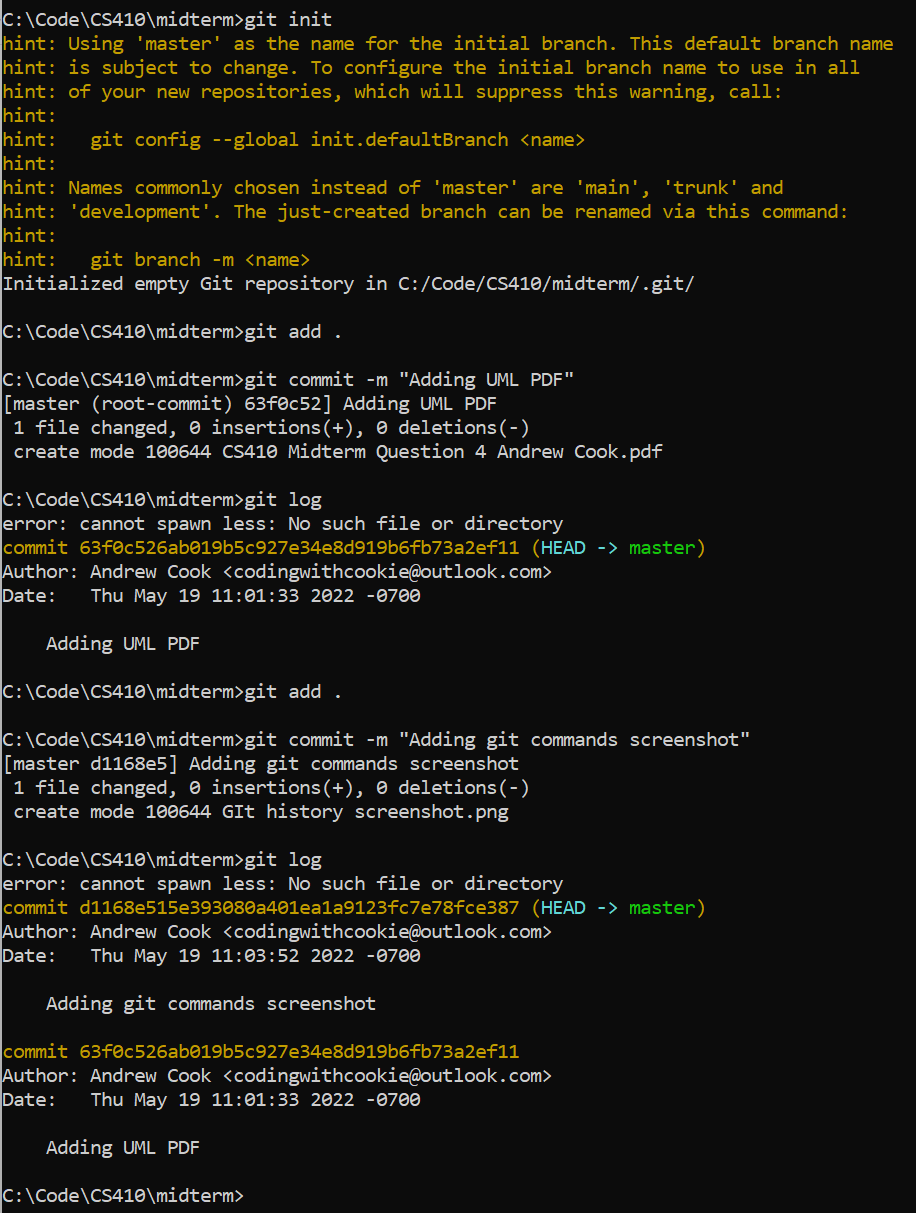 C:\Code\CS410\midterm>git init
hint: Using 'master' as the name for the initial branch. This default branch name
hint: is subject to change. To configure the initial branch name to use in all
hint: of your new repositories, which will suppress this warning, call:
hint:
hint:   git config --global init.defaultBranch <name>
hint:
hint: Names commonly chosen instead of 'master' are 'main', 'trunk' and
hint: 'development'. The just-created branch can be renamed via this command:
hint:
hint:   git branch -m <name>
Initialized empty Git repository in C:/Code/CS410/midterm/.git/

C:\Code\CS410\midterm>git add .

C:\Code\CS410\midterm>git commit -m "Adding UML PDF"
[master (root-commit) 63f0c52] Adding UML PDF
 1 file changed, 0 insertions(+), 0 deletions(-)
 create mode 100644 CS410 Midterm Question 4 Andrew Cook.pdf

C:\Code\CS410\midterm>git log
error: cannot spawn less: No such file or directory
commit 63f0c526ab019b5c927e34e8d919b6fb73a2ef11 (HEAD -> master)
Author: Andrew Cook <codingwithcookie@outlook.com>
Date:   Thu May 19 11:01:33 2022 -0700

    Adding UML PDF

C:\Code\CS410\midterm>git add .

C:\Code\CS410\midterm>git commit -m "Adding git commands screenshot"
[master d1168e5] Adding git commands screenshot
 1 file changed, 0 insertions(+), 0 deletions(-)
 create mode 100644 GIt history screenshot.png

C:\Code\CS410\midterm>git log
error: cannot spawn less: No such file or directory
commit d1168e515e393080a401ea1a9123fc7e78fce387 (HEAD -> master)
Author: Andrew Cook <codingwithcookie@outlook.com>
Date:   Thu May 19 11:03:52 2022 -0700

    Adding git commands screenshot

commit 63f0c526ab019b5c927e34e8d919b6fb73a2ef11
Author: Andrew Cook <codingwithcookie@outlook.com>
Date:   Thu May 19 11:01:33 2022 -0700

    Adding UML PDF

C:\Code\CS410\midterm>